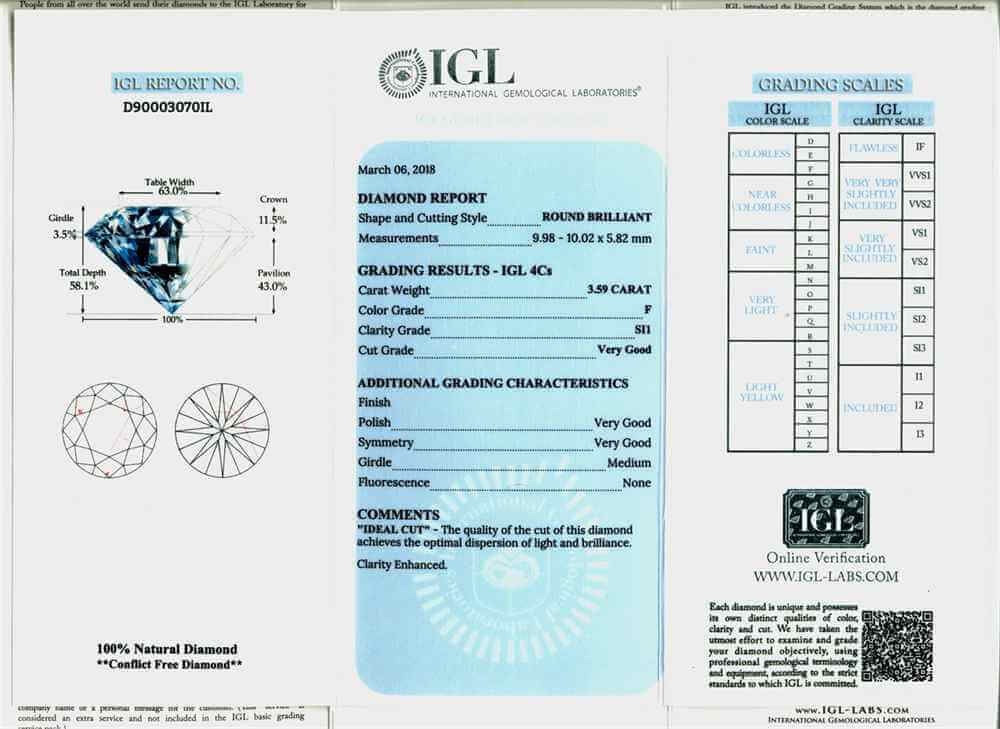 People from all over the world send their diamonds to the IGL Laboratory for
IGL introduced the Diamond Grading System which is the diamond grading
IGL REPORT NO.
D90003070IL
Table Width
63.0%
Crown
11.5%
Girdle
3.5%
Total Depth
58.1%
Pavilion
43.0%
100%
100% Natural Diamond
**Conflict Free Diamond**
company name or a personal message for the customer.
considered an extra service and not included in the IGL basic grading
IGL
INTERNATIONAL GEMOLOGICAL LABORATORIES®
March 06, 2018
DIAMOND REPORT
Shape and Cutting Style ROUND BRILLIANT
Measurements 9.98 - 10.02 x 5.82 mm
GRADING RESULTS - IGL 4Cs
Carat Weight 3.59 CARAT
Color Grade F
Clarity Grade SI1
Cut Grade Very Good
ADDITIONAL GRADING CHARACTERISTICS
Finish
Polish Very Good
Symmetry Very Good
Girdle Medium
Fluorescence None
COMMENTS
"IDEAL CUT" - The quality of the cut of this diamond
achieves the optimal dispersion of light and brilliance.
Clarity Enhanced.
GRADING SCALES
IGL
COLOR SCALE
COLORLESS
D
E
F
NEAR
COLORLESS
G
H
I
J
FAINT
K
L
M
VERY
LIGHT
N
O
P
Q
R
LIGHT
YELLOW
S
T
U
V
W
X
Y
Z
IGL
CLARITY SCALE
FLAWLESS
IF
VERY VERY
SLIGHTLY
INCLUDED
VVS1
VVS2
VERY
SLIGHTLY
INCLUDED
VS1
VS2
SLIGHTLY
INCLUDED
SI1
SI2
SI3
INCLUDED
I1
I2
I3
IGL
Online Verification
WWW.IGL-LABS.COM
Each diamond is unique and possesses
its own distinct qualities of color,
clarity and cut. We have taken the
utmost effort to examine and grade
your diamond objectively, using
professional gemological terminology
and equipment, according to the strict
standards to which IGL is committed.
www.IGL-LABS.COM
INTERNATIONAL GEMOLOGICAL LABORATORIES